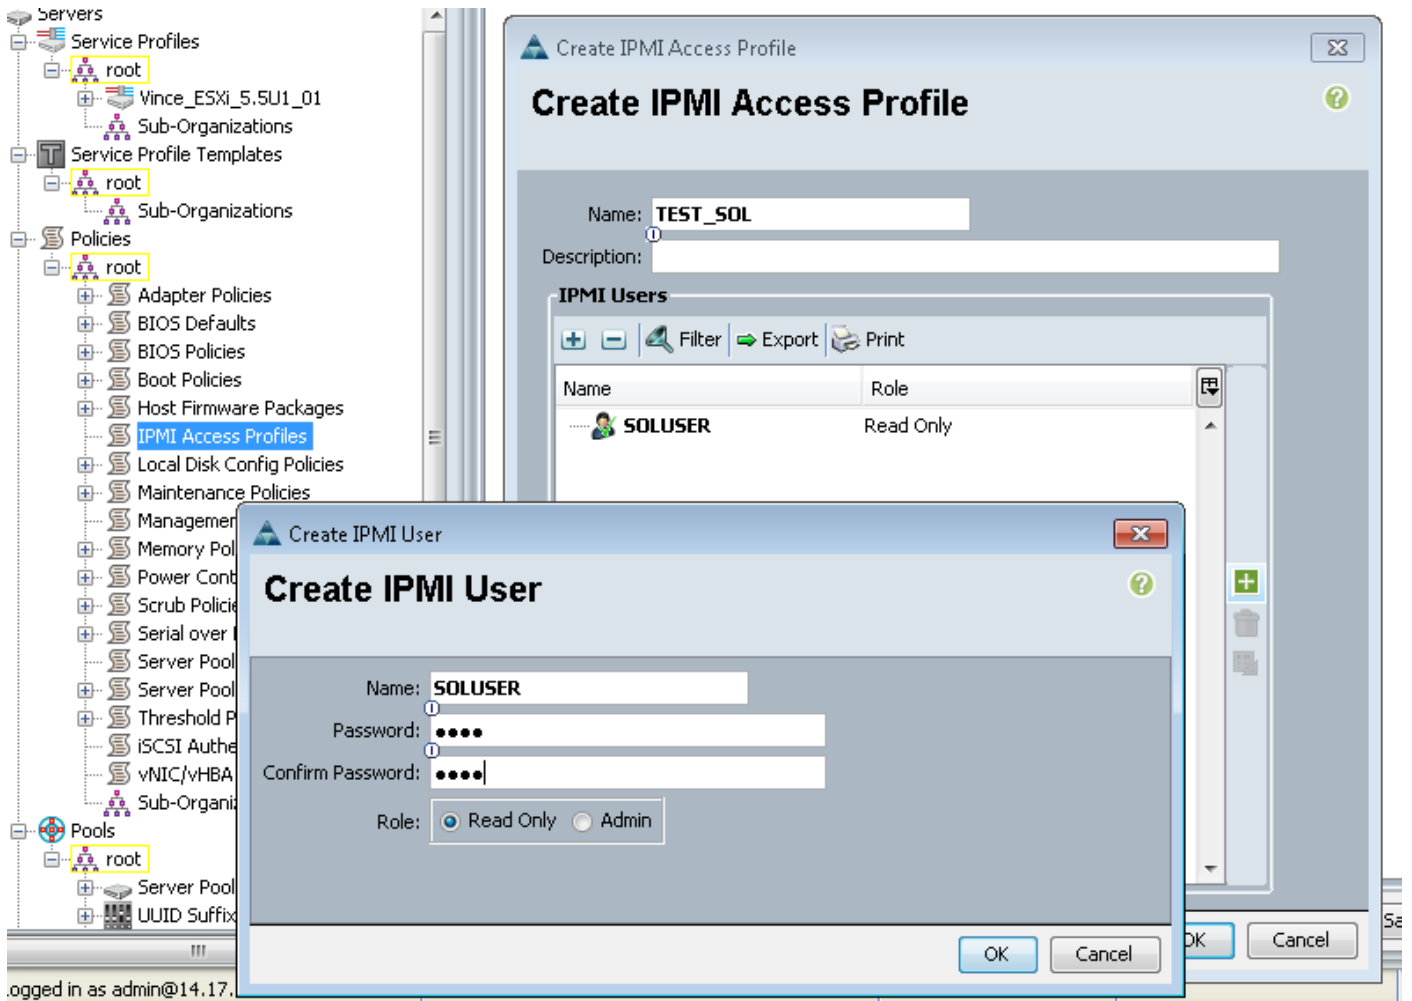 Servers
Service Profiles
root
Vince_ESXi_5.5U1_01
Sub-Organizations
Service Profile Templates
root
Sub-Organizations
Policies
root
Adapter Policies
BIOS Defaults
BIOS Policies
Boot Policies
Host Firmware Packages
IPMI Access Profiles
Local Disk Config Policies
Maintenance Policies
Managemer
Memory Pol
Power Cont
Scrub Policie
Serial over
Server Pool
Server Pool
Threshold P
iSCSI Authe
vNIC/vHBA
Sub-Organiz
Pools
root
Server Pool
UUID Suffix
ogged in as admin@14.17.
Create IPMI Access Profile
Create IPMI Access Profile
Name: TEST_SOL
Description:
IPMI Users
Filter Export Print
Name Role
SOLUSER Read Only
OK Cancel
Sa
Create IPMI User
Create IPMI User
Name: SOLUSER
Password: ●●●●
Confirm Password: ●●●●
Role: Read Only Admin
OK Cancel